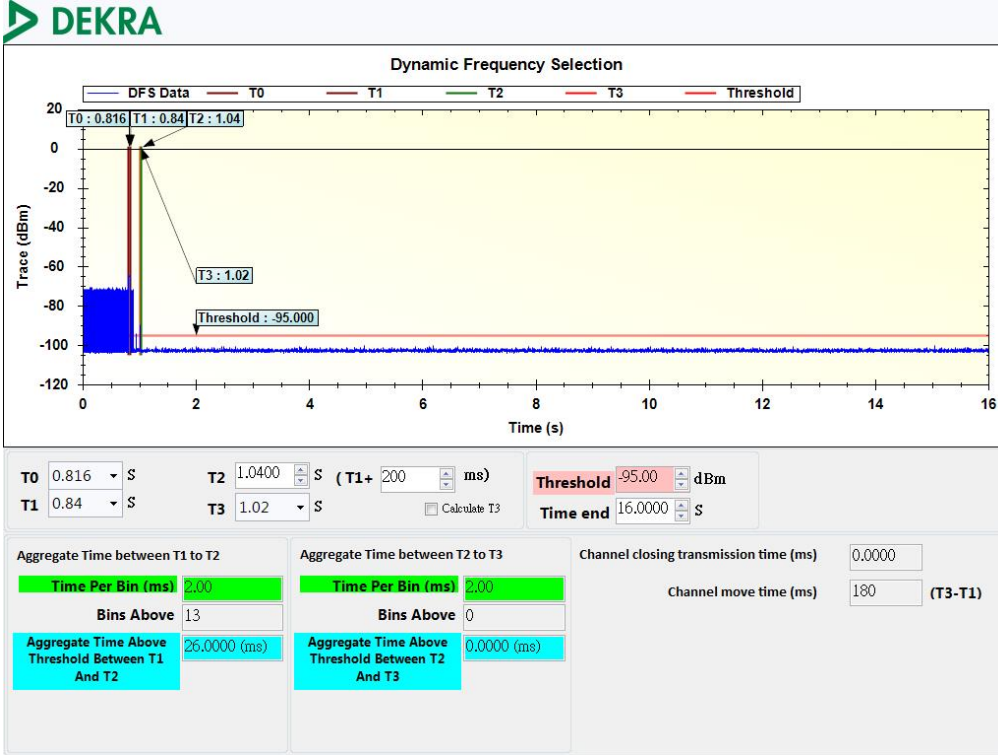 DEKRA
Dynamic Frequency Selection
DFS Data T0 T1 T2 T3 Threshold
Trace (dBm)
20
0
-20
-40
-60
-80
-100
-120
T0 : 0.816 T1 : 0.84 T2 : 1.04
T3 : 1.02
Threshold : -95.000
0 2 4 6 8 10 12 14 16
Time (s)
T0 0.816 S T2 1.0400 S ( T1+ 200 ms) Threshold -95.00 dBm
T1 0.84 S T3 1.02 S Calculate T3 Time end 16.0000 S
Aggregate Time between T1 to T2
Time Per Bin (ms) 2.00
Bins Above 13
Aggregate Time Above
Threshold Between T1
And T2
26.0000 (ms)
Aggregate Time between T2 to T3
Time Per Bin (ms) 2.00
Bins Above 0
Aggregate Time Above
Threshold Between T2
And T3
0.0000 (ms)
Channel closing transmission time (ms) 0.0000
Channel move time (ms) 180 (T3-T1)